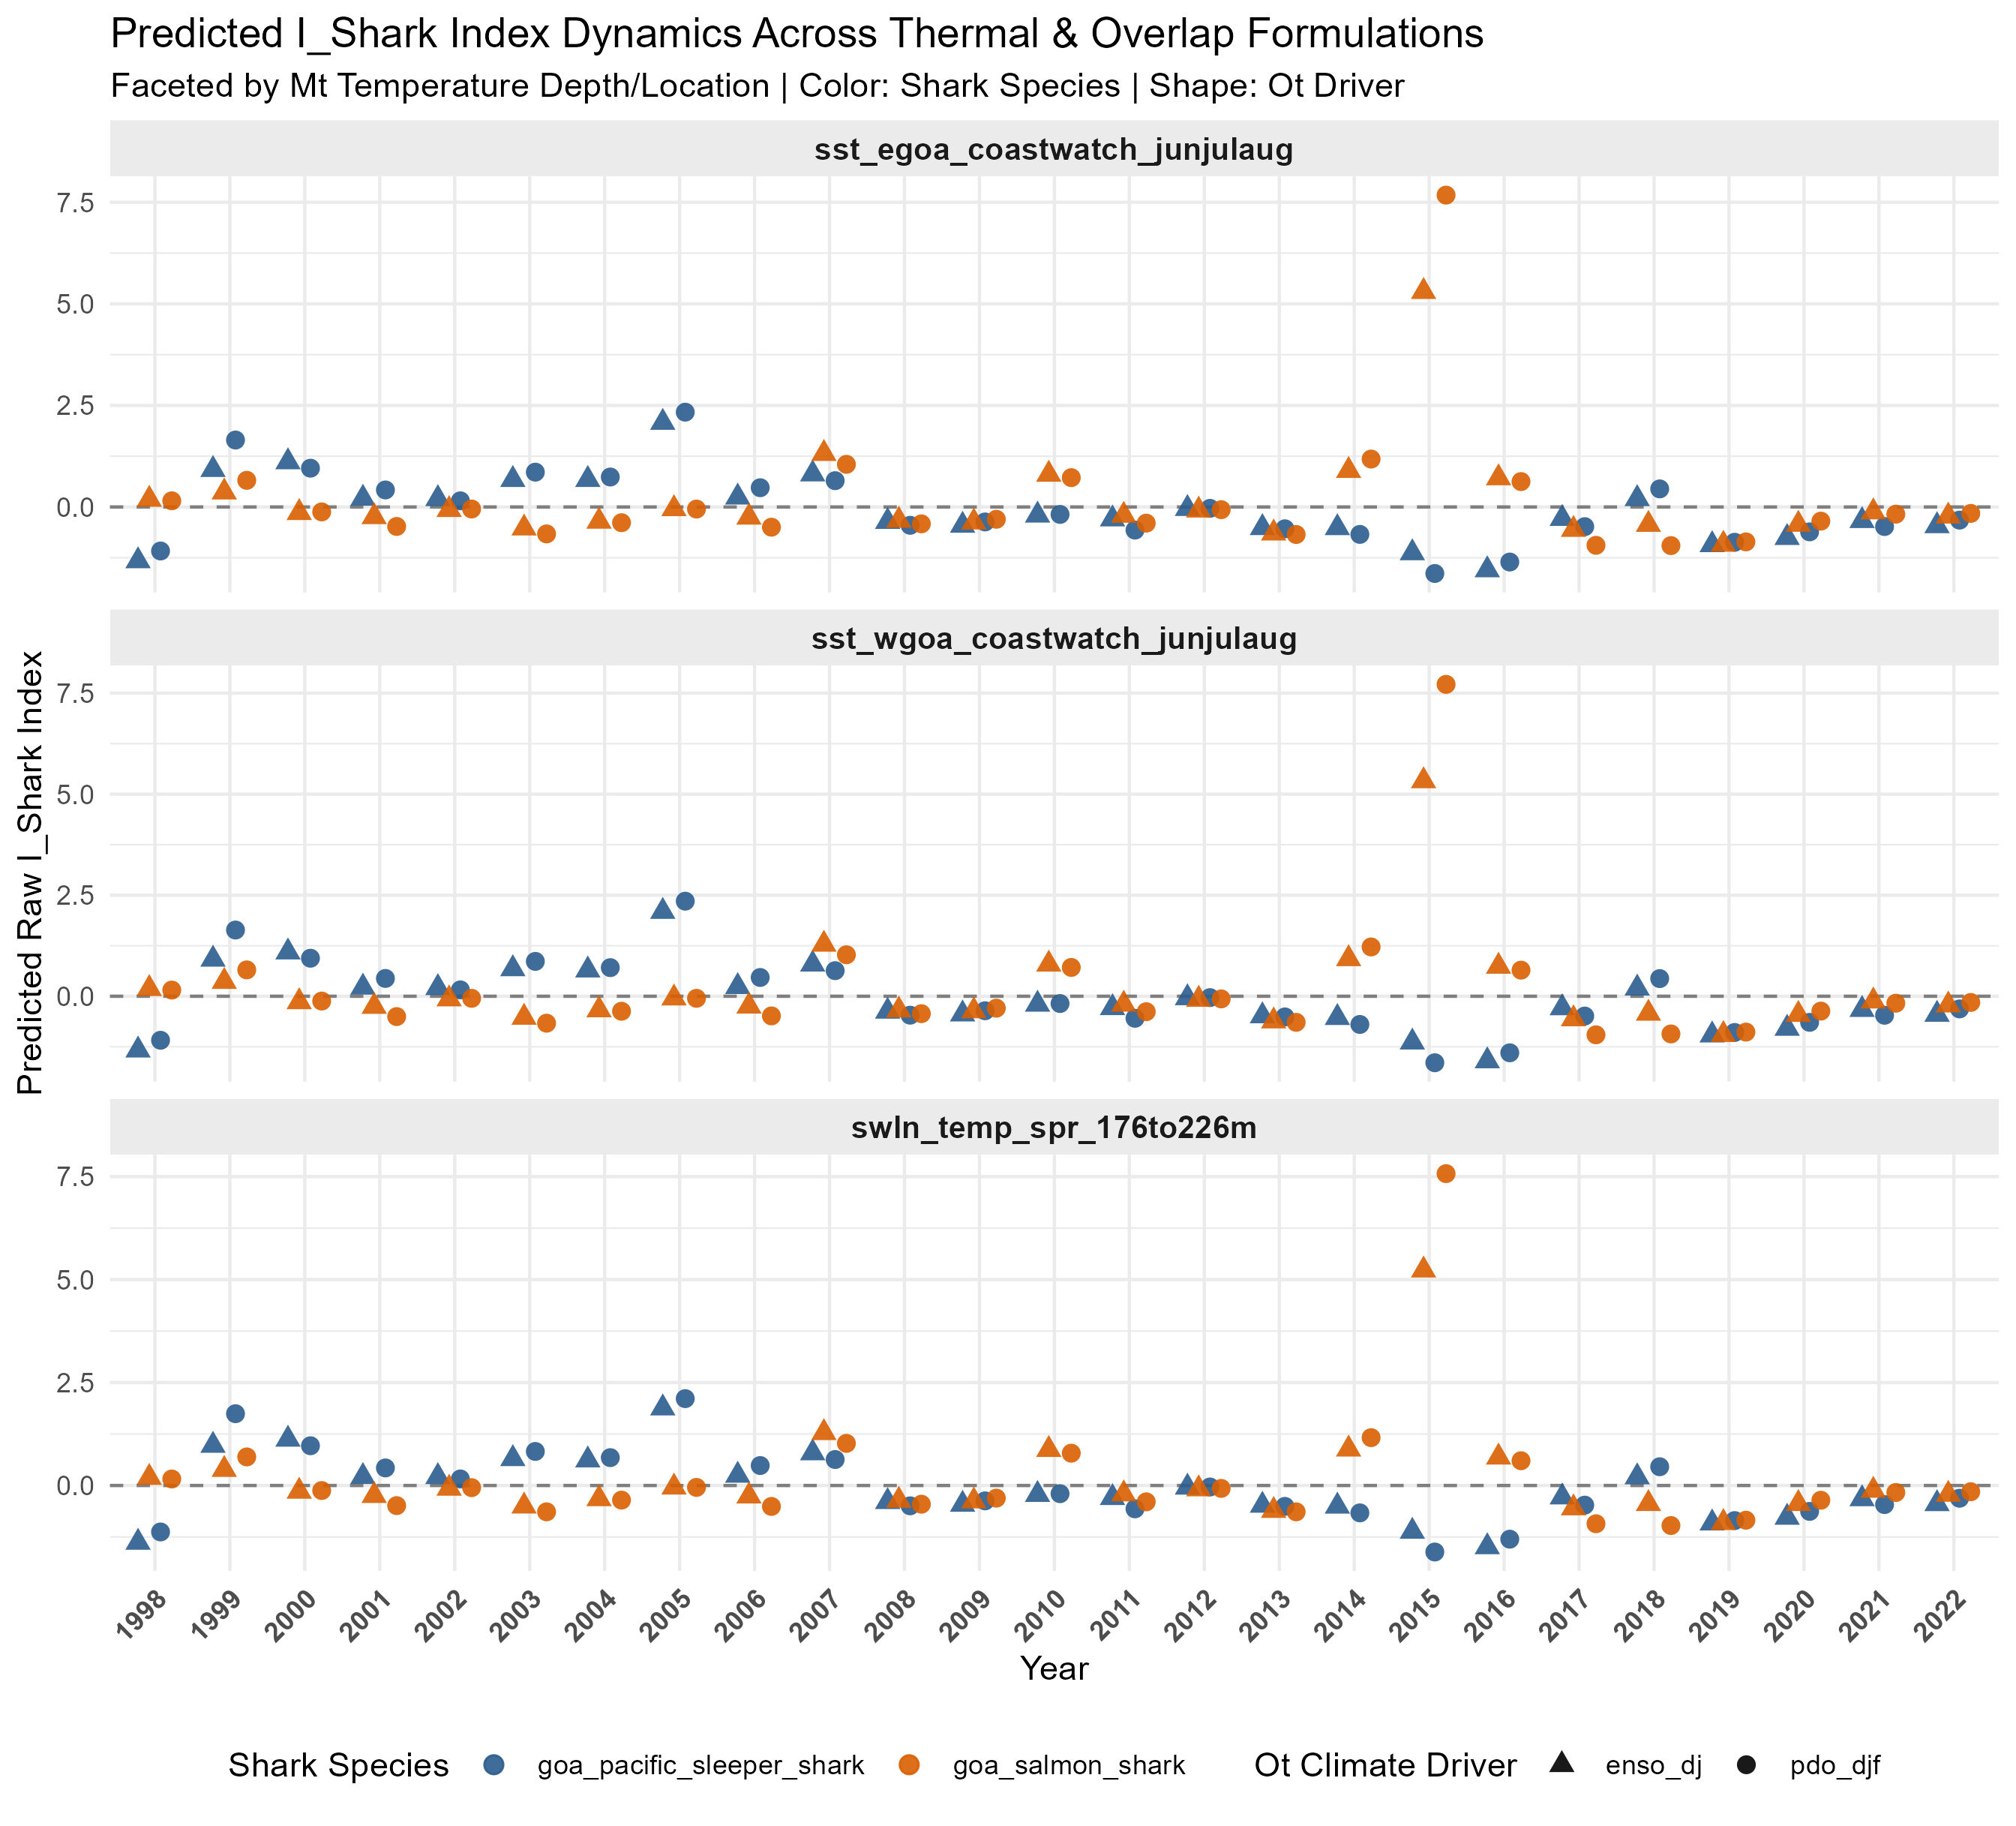 Predicted I_Shark Index Dynamics Across Thermal & Overlap Formulations
Faceted by Mt Temperature Depth/Location | Color: Shark Species | Shape: Ot Driver
sst_egoa_coastwatch_junjulaug
7.5
5.0
2.5
0.0
sst_wgoa_coastwatch_junjulaug
7.5
5.0
2.5
0.0
Predicted Raw I_Shark Index
swln_temp_spr_176to226m
7.5
5.0
2.5
0.0
1998 1999 2000 2001 2002 2003 2004 2005 2006 2007 2008 2009 2010 2011 2012 2013 2014 2015 2016 2017 2018 2019 2020 2021 2022
Year
Shark Species goa_pacific_sleeper_shark goa_salmon_shark Ot Climate Driver enso_dj pdo_djf